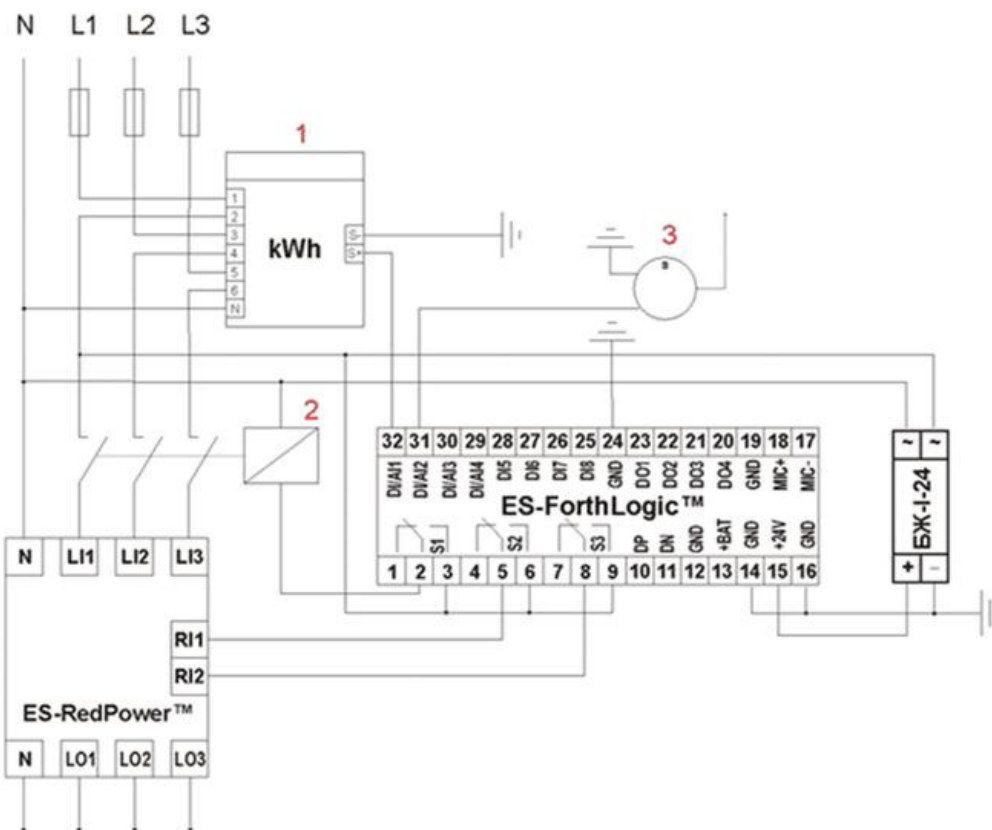 N L1 L2 L3
1
1
2
3
4
5
6
N
kWh
S-
S+
3
s
2
32 31 30 29 28 27 26 25 24 23 22 21 20 19 18 17
DI/AI1 DI/AI2 DI/AI3 DI/AI4 DI5 DI6 DI7 DI8 GND DO1 DO2 DO3 DO4 GND MIC+ MIC-
ES-ForthLogic™
S1 S2 S3 DP DN GND +BAT GND +24V GND
1 2 3 4 5 6 7 8 9 10 11 12 13 14 15 16
~ ~
БЖ-I-24
+ -
N LI1 LI2 LI3
RI1
RI2
ES-RedPower™
N LO1 LO2 LO3